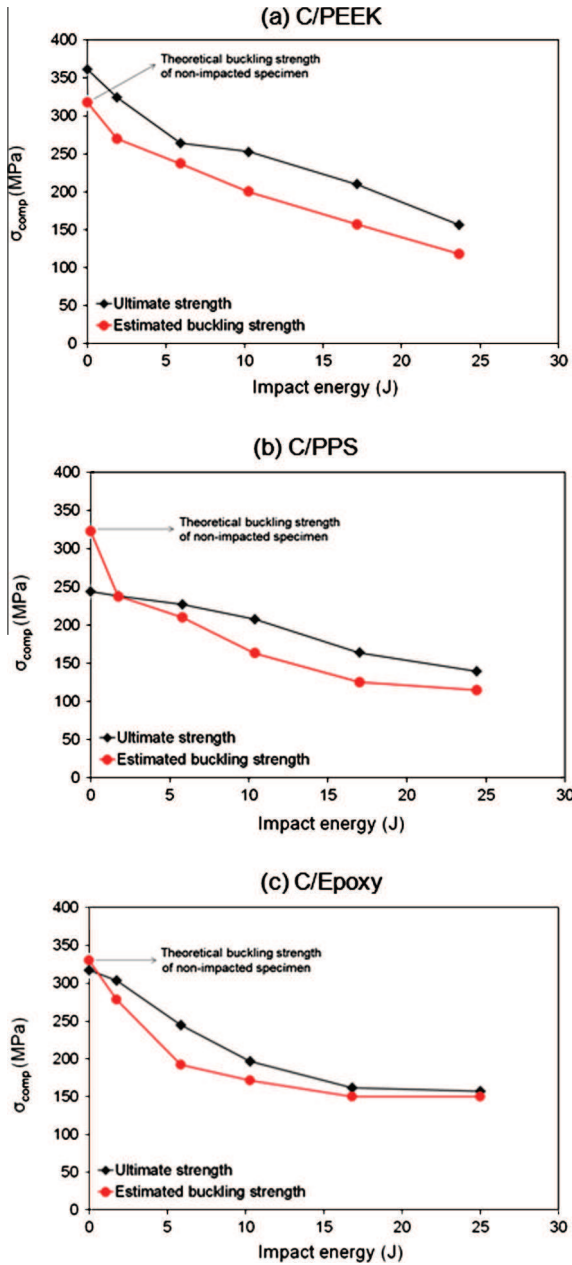 (a) C/PEEK
400
350
300
250
200
150
100
50
0
σcomp (MPa)
Theoretical buckling strength
of non-impacted specimen
Ultimate strength
Estimated buckling strength
0 5 10 15 20 25 30
Impact energy (J)
(b) C/PPS
400
350
300
250
200
150
100
50
0
σcomp (MPa)
Theoretical buckling strength
of non-impacted specimen
Ultimate strength
Estimated buckling strength
0 5 10 15 20 25 30
Impact energy (J)
(c) C/Epoxy
400
350
300
250
200
150
100
50
0
σcomp (MPa)
Theoretical buckling strength
of non-impacted specimen
Ultimate strength
Estimated buckling strength
0 5 10 15 20 25 30
Impact energy (J)